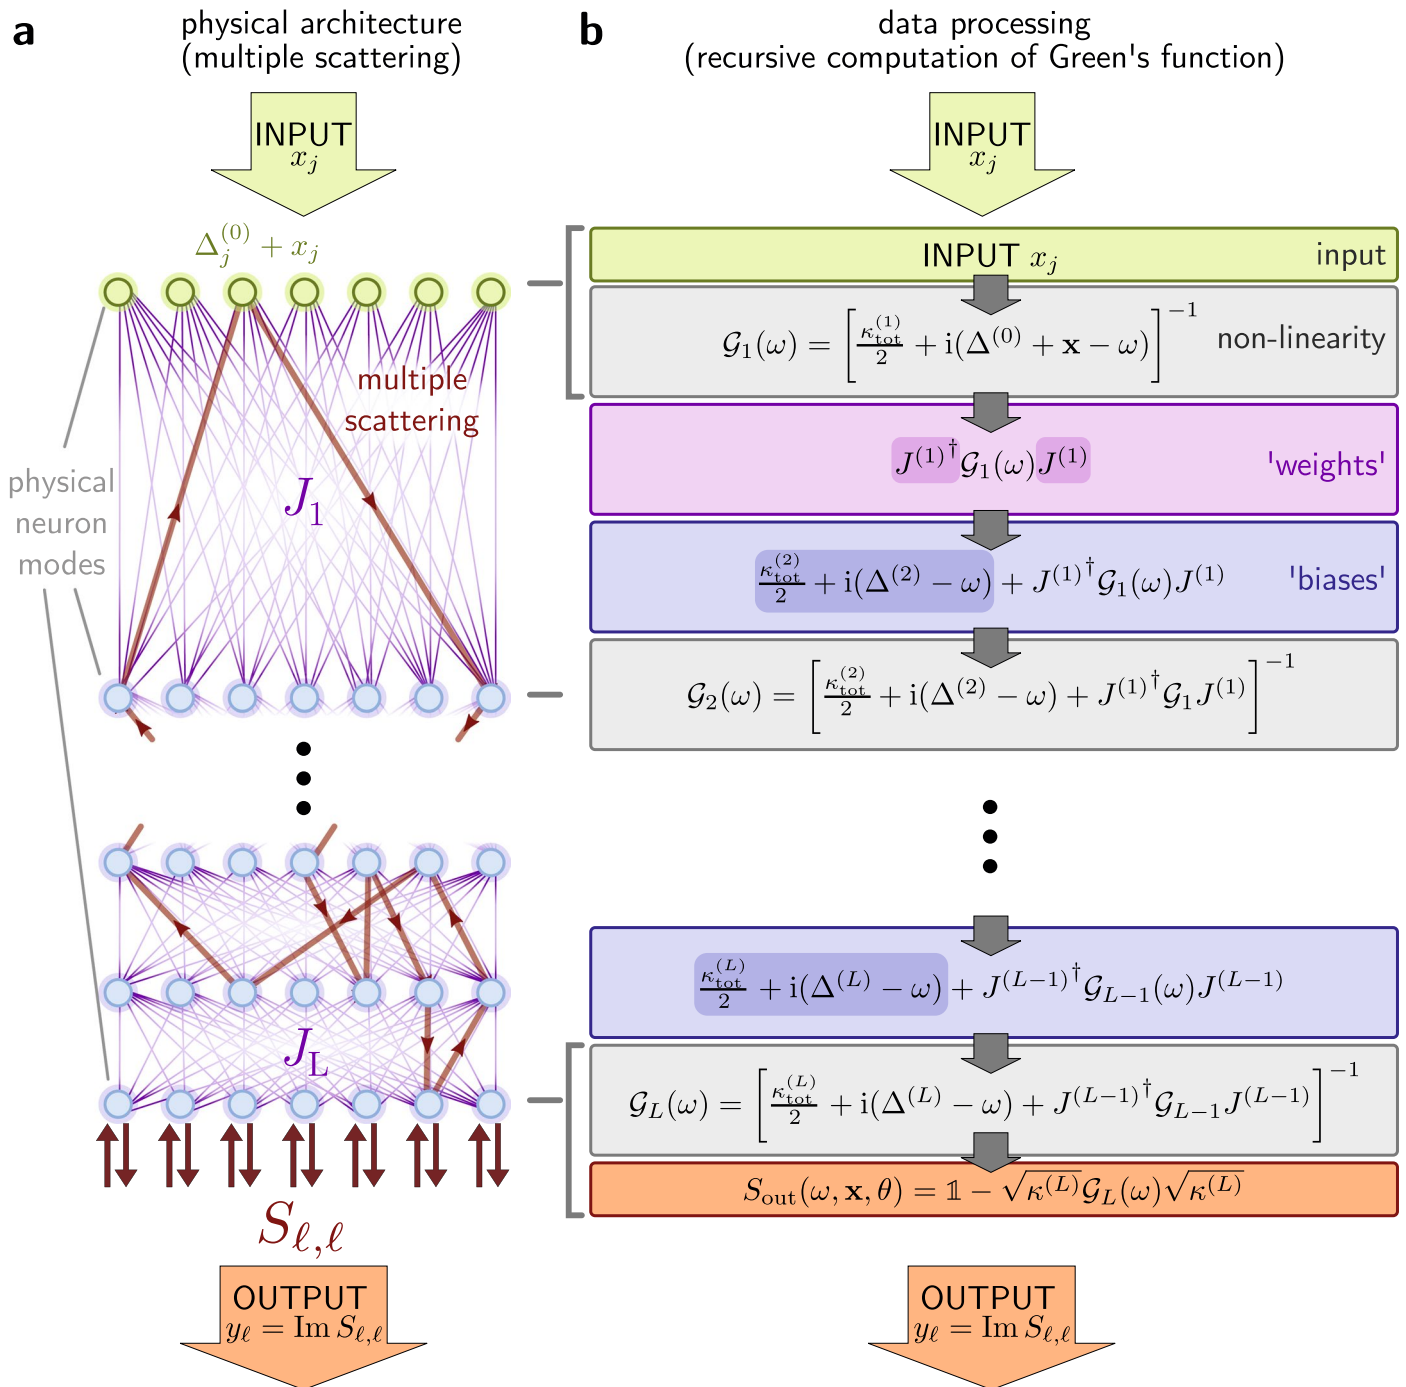 a
physical architecture
(multiple scattering)
INPUT
x_j
Δ_j^{(0)} + x_j
multiple
scattering
J_1
physical
neuron
modes
J_L
S_{ℓ,ℓ}
OUTPUT
y_ℓ = Im S_{ℓ,ℓ}
b
data processing
(recursive computation of Green's function)
INPUT
x_j
INPUT x_j input
𝒢_1(ω) = [κ_tot^{(1)}/2 + i(Δ^{(0)} + 𝐱 − ω)]^{−1} non-linearity
J^{(1)†}𝒢_1(ω)J^{(1)} 'weights'
κ_tot^{(2)}/2 + i(Δ^{(2)} − ω) + J^{(1)†}𝒢_1(ω)J^{(1)} 'biases'
𝒢_2(ω) = [κ_tot^{(2)}/2 + i(Δ^{(2)} − ω) + J^{(1)†}𝒢_1J^{(1)}]^{−1}
κ_tot^{(L)}/2 + i(Δ^{(L)} − ω) + J^{(L−1)†}𝒢_{L−1}(ω)J^{(L−1)}
𝒢_L(ω) = [κ_tot^{(L)}/2 + i(Δ^{(L)} − ω) + J^{(L−1)†}𝒢_{L−1}J^{(L−1)}]^{−1}
S_out(ω, 𝐱, θ) = 𝟙 − √κ^{(L)}𝒢_L(ω)√κ^{(L)}
OUTPUT
y_ℓ = Im S_{ℓ,ℓ}